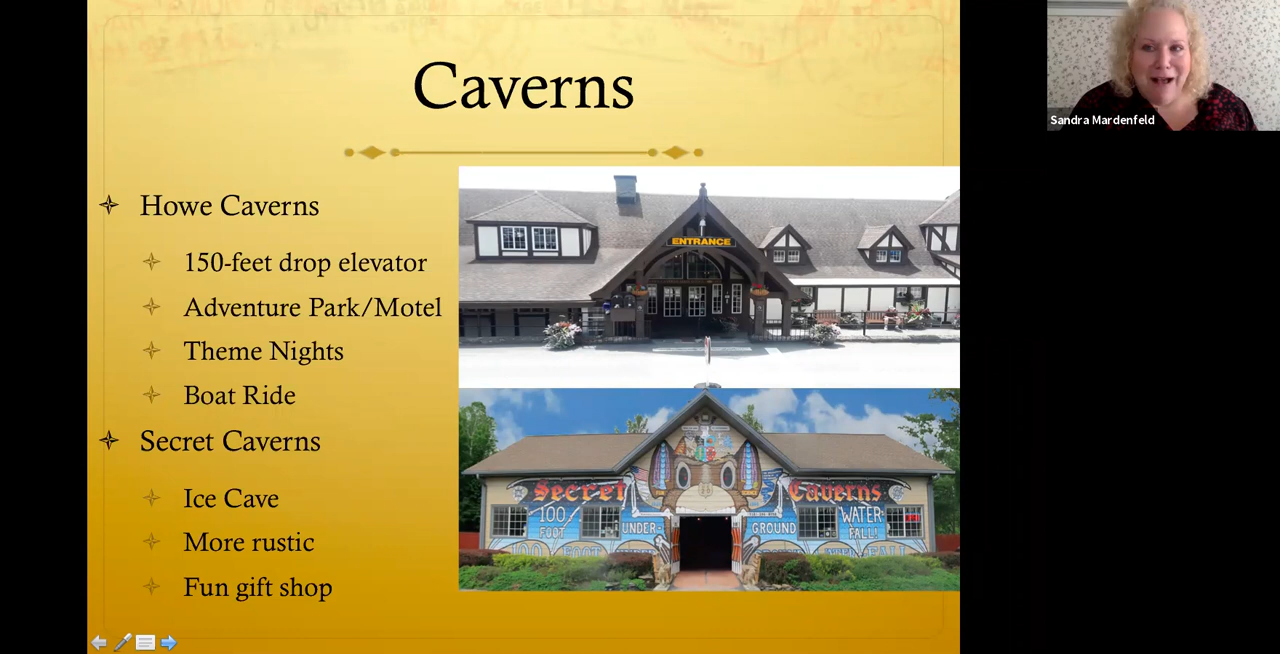 Caverns
Sandra Mardenfeld
Howe Caverns
150-feet drop elevator
Adventure Park/Motel
Theme Nights
Boat Ride
Secret Caverns
Ice Cave
More rustic
Fun gift shop
ENTRANCE
Secret Caverns
100 FOOT UNDER-GROUND WATER FALL!